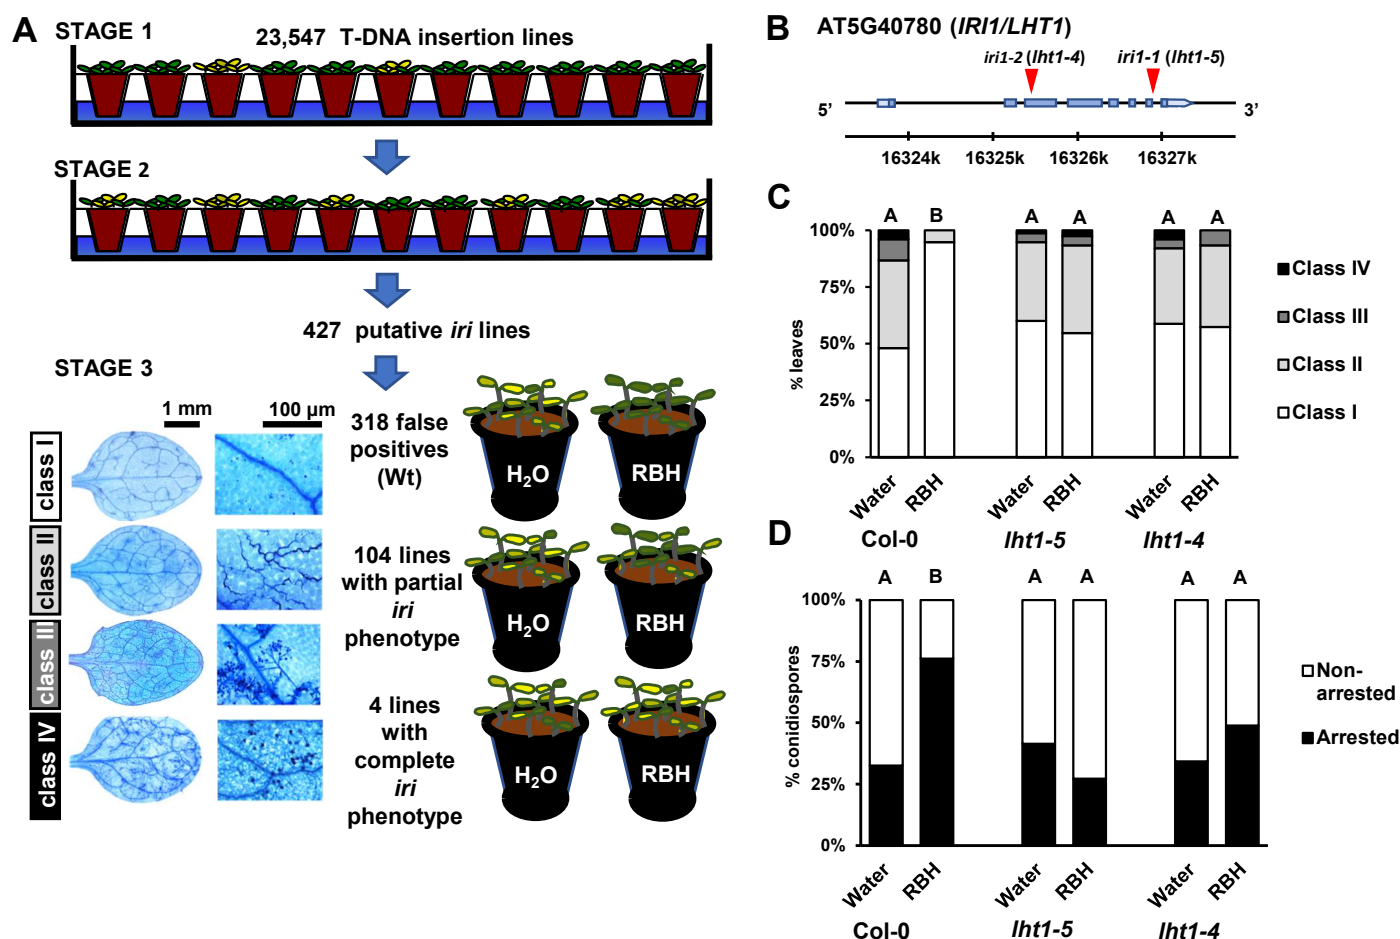 A
STAGE 1
23,547 T-DNA insertion lines
STAGE 2
427 putative iri lines
STAGE 3
1 mm
100 µm
class I
class II
class III
class IV
318 false
positives
(Wt)
H2O
RBH
104 lines
with partial
iri
phenotype
H2O
RBH
4 lines
with
complete
iri
phenotype
H2O
RBH
B
AT5G40780 (IRI1/LHT1)
iri1-2 (lht1-4)
iri1-1 (lht1-5)
5’
3’
16324k
16325k
16326k
16327k
C
A
B
A
A
A
A
100%
75%
50%
25%
0%
% leaves
Water
RBH
Water
RBH
Water
RBH
Col-0
lht1-5
lht1-4
Class IV
Class III
Class II
Class I
D
A
B
A
A
A
A
100%
75%
50%
25%
0%
% conidiospores
Water
RBH
Water
RBH
Water
RBH
Col-0
lht1-5
lht1-4
Non-
arrested
Arrested